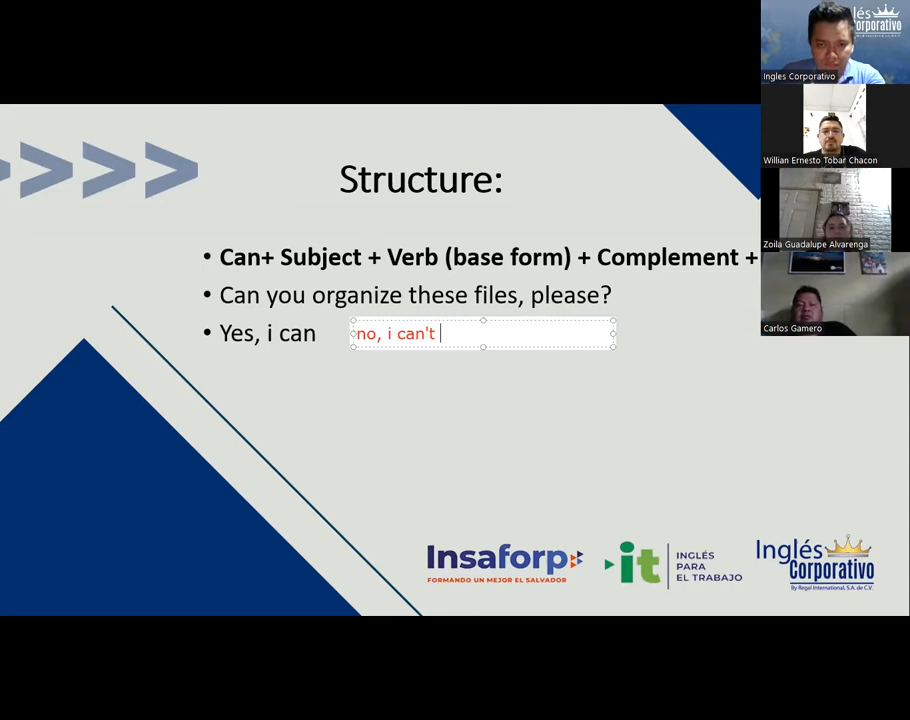 lés
orporativo
Ingles Corporativo
Willian Ernesto Tobar Chacon
Zoila Guadalupe Alvarenga
Carlos Gamero
>>>>
Structure:
• Can+ Subject + Verb (base form) + Complement +
• Can you organize these files, please?
• Yes, i can
no, i can't
Insaforp
FORMANDO UN MEJOR EL SALVADOR
it
INGLÉS
PARA
EL TRABAJO
Inglés
Corporativo
By Regal International, S.A. de C.V.